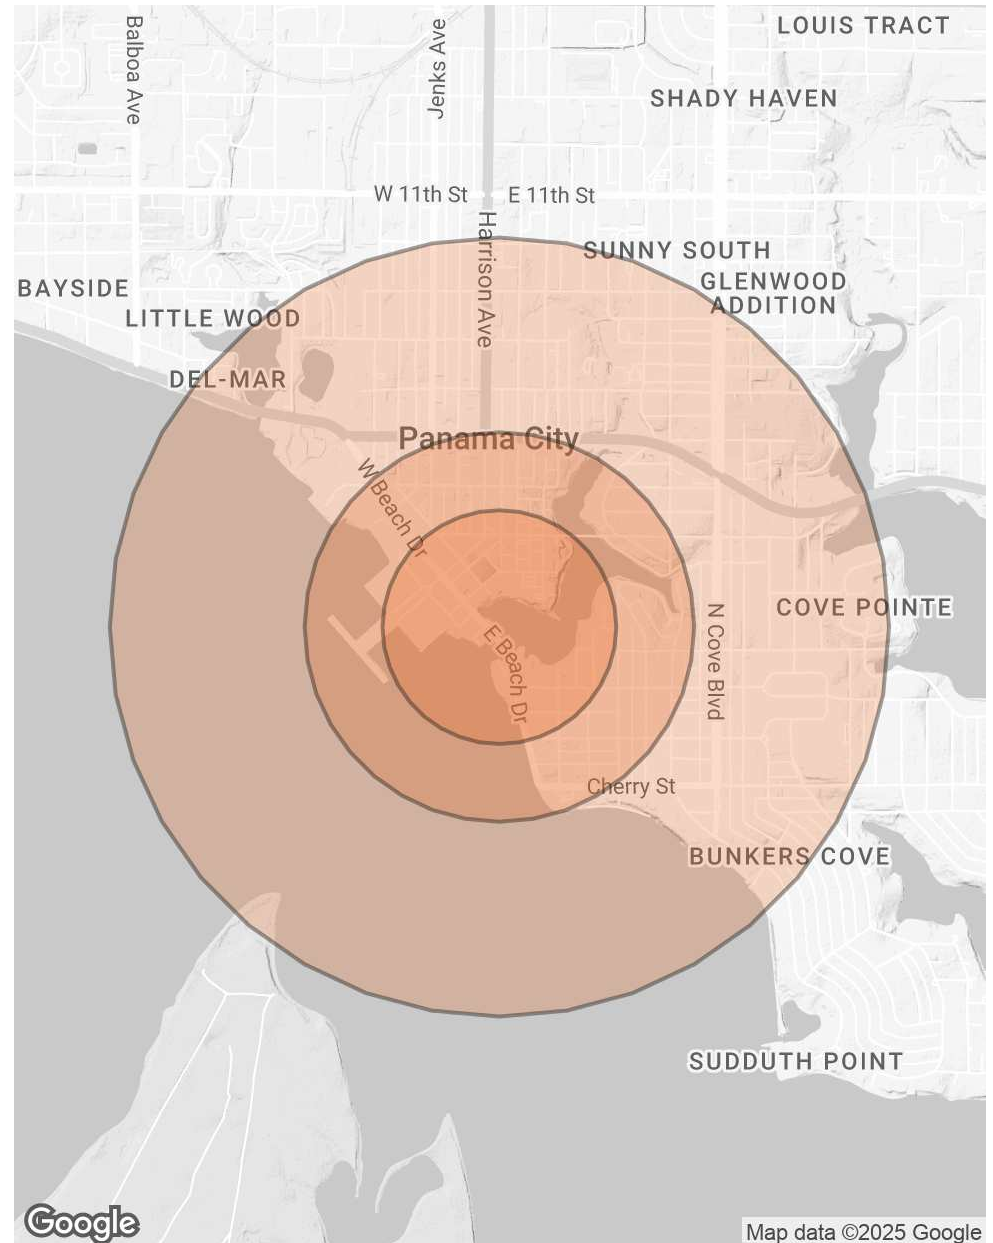 LOUIS TRACT
Balboa Ave
Jenks Ave
SHADY HAVEN
W 11th St
E 11th St
Harrison Ave
SUNNY SOUTH
GLENWOOD
ADDITION
BAYSIDE
LITTLE WOOD
DEL-MAR
Panama City
W Beach Dr
COVE POINTE
N Cove Blvd
E Beach Dr
Cherry St
BUNKERS COVE
SUDDUTH POINT
Google
Map data ©2025 Google